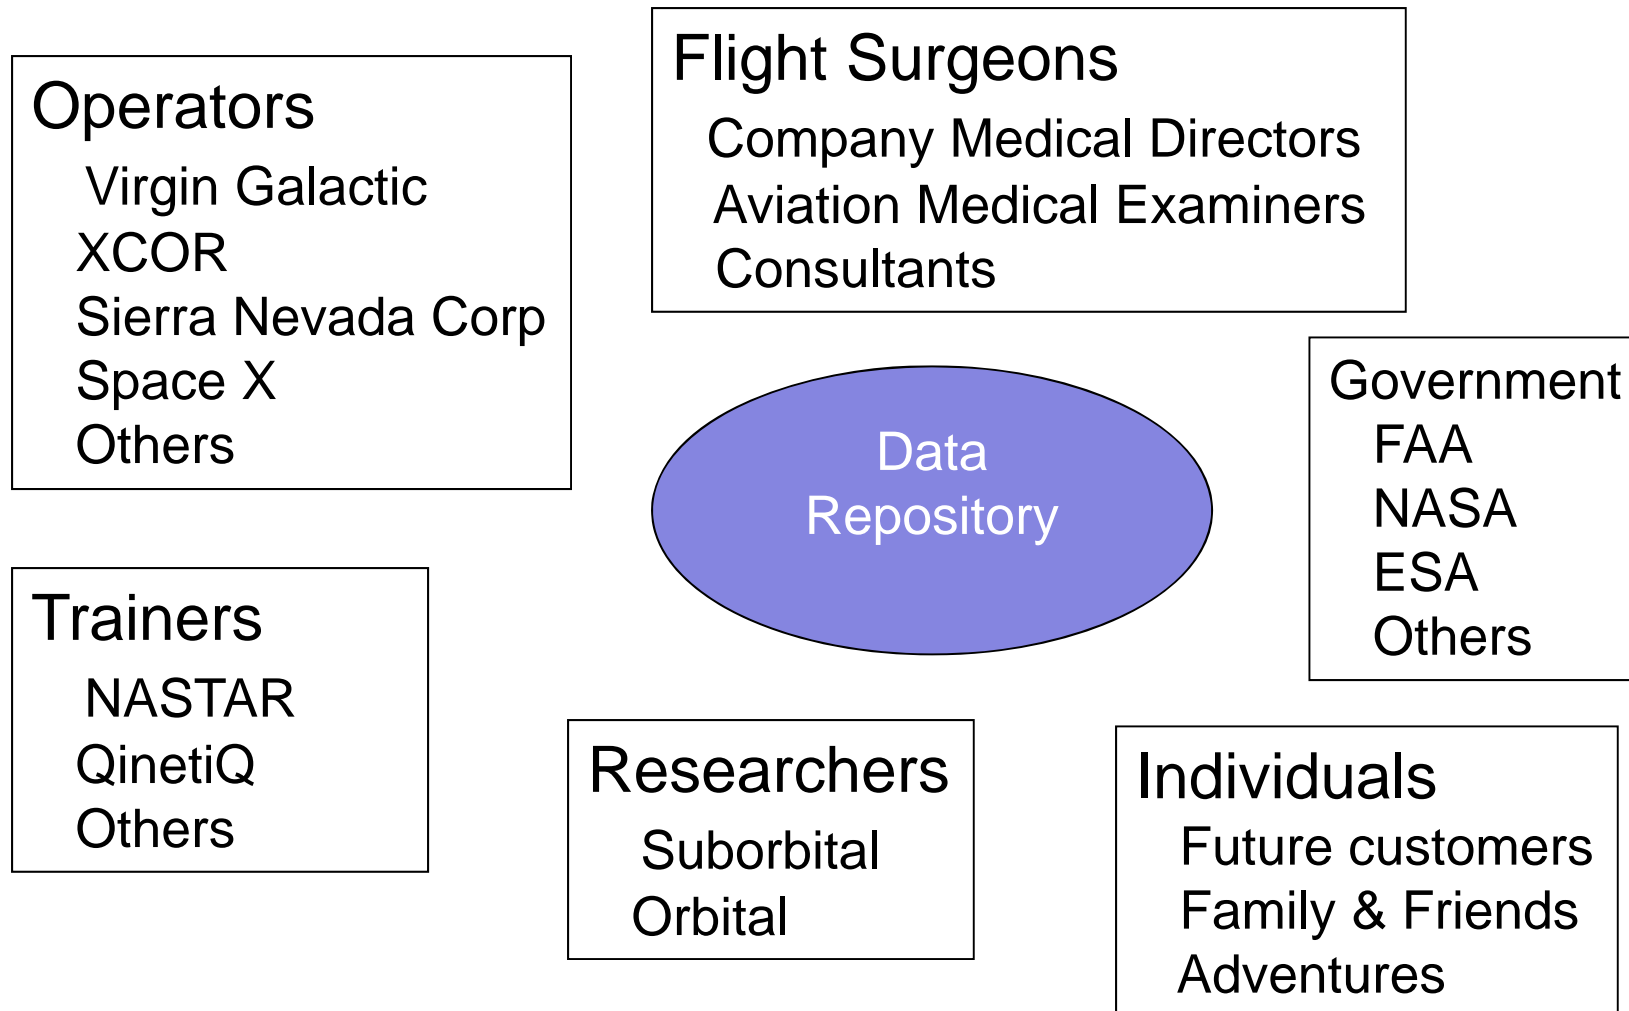 Operators
Virgin Galactic
XCOR
Sierra Nevada Corp
Space X
Others
Flight Surgeons
Company Medical Directors
Aviation Medical Examiners
Consultants
Data
Repository
Government
FAA
NASA
ESA
Others
Trainers
NASTAR
QinetiQ
Others
Researchers
Suborbital
Orbital
Individuals
Future customers
Family & Friends
Adventures